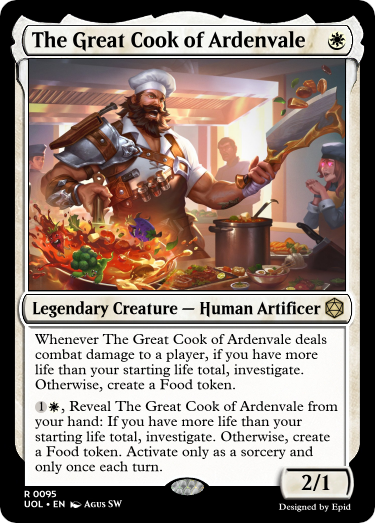 The Great Cook of Ardenvale
Legendary Creature — Human Artificer
Whenever The Great Cook of Ardenvale deals
combat damage to a player, if you have more
life than your starting life total, investigate.
Otherwise, create a Food token.
1, Reveal The Great Cook of Ardenvale from
your hand: If you have more life than your
starting life total, investigate. Otherwise, create
a Food token. Activate only as a sorcery and
only once each turn.
2/1
R 0095
UOL • EN Agus SW
Designed by Epid